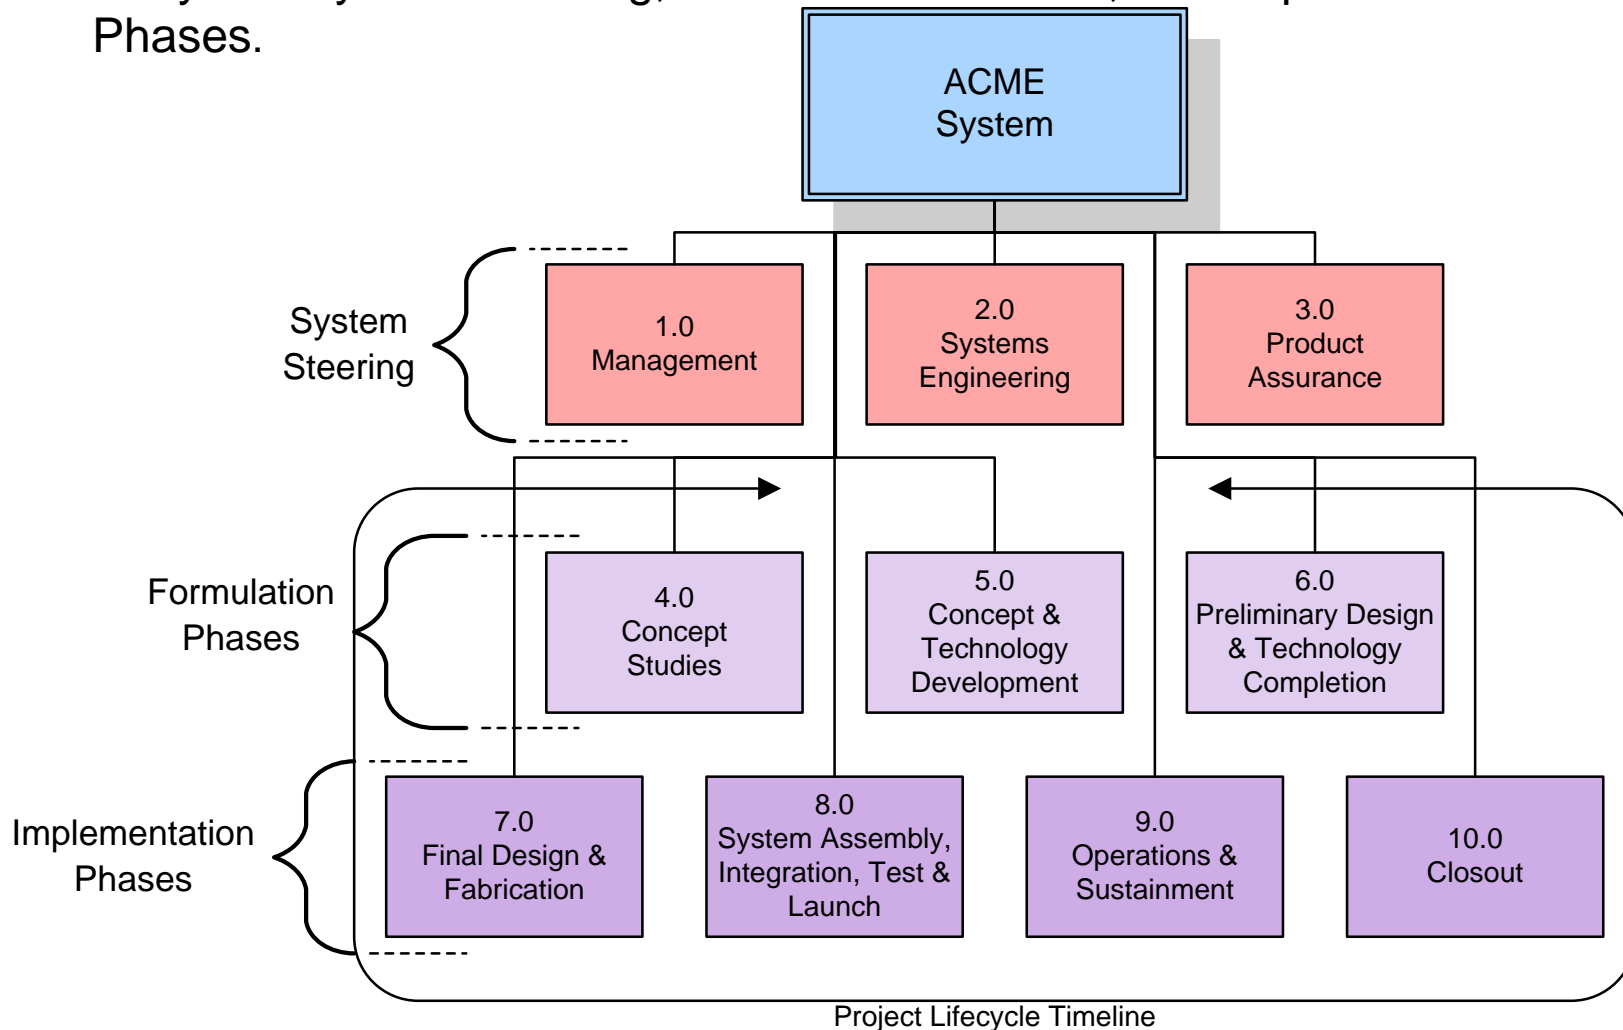 Phases.
ACME
System
System
Steering
1.0
Management
2.0
Systems
Engineering
3.0
Product
Assurance
Formulation
Phases
4.0
Concept
Studies
5.0
Concept &
Technology
Development
6.0
Preliminary Design
& Technology
Completion
Implementation
Phases
7.0
Final Design &
Fabrication
8.0
System Assembly,
Integration, Test &
Launch
9.0
Operations &
Sustainment
10.0
Closout
Project Lifecycle Timeline